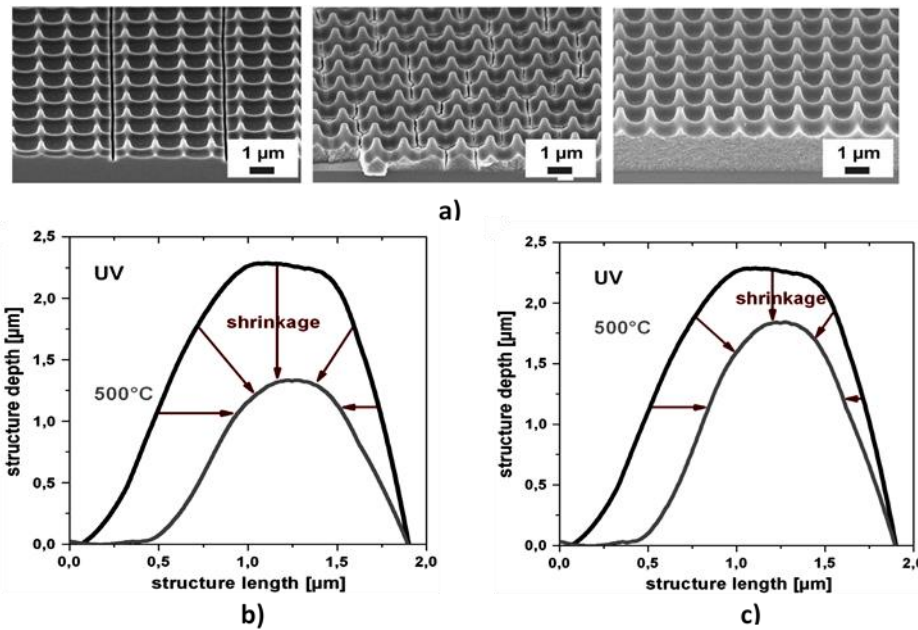 1 µm
1 µm
1 µm
a)
2,5
2,0
1,5
1,0
0,5
0,0
structure depth [µm]
UV
shrinkage
500°C
0,0
0,5
1,0
1,5
2,0
structure length [µm]
b)
2,5
2,0
1,5
1,0
0,5
0,0
structure depth [µm]
UV
shrinkage
500°C
0,0
0,5
1,0
1,5
2,0
structure length [µm]
c)